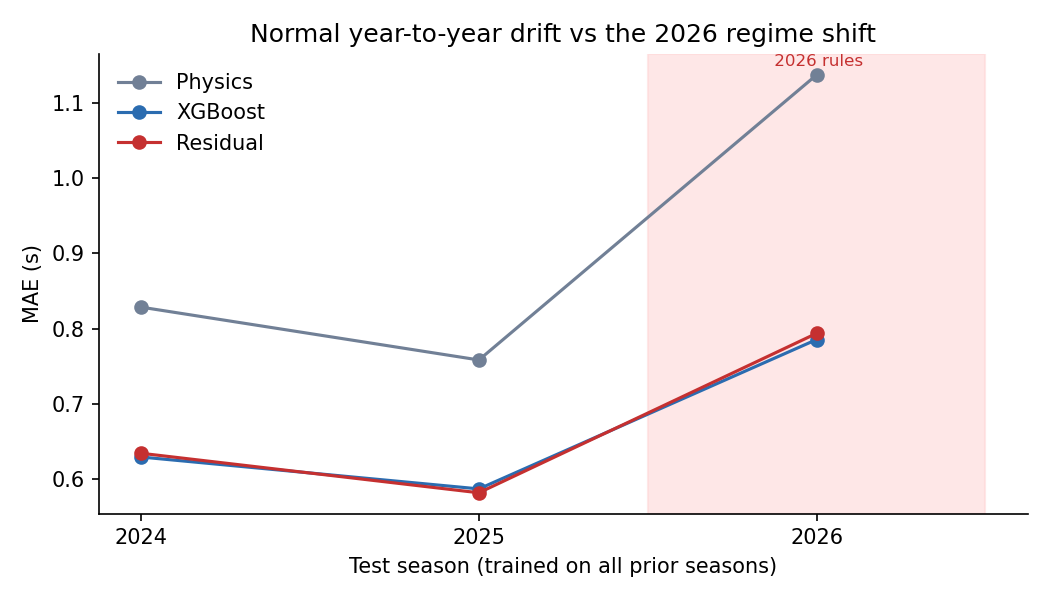 Normal year-to-year drift vs the 2026 regime shift
2026 rules
Physics
XGBoost
Residual
1.1
1.0
0.9
0.8
0.7
0.6
MAE (s)
2024
2025
2026
Test season (trained on all prior seasons)